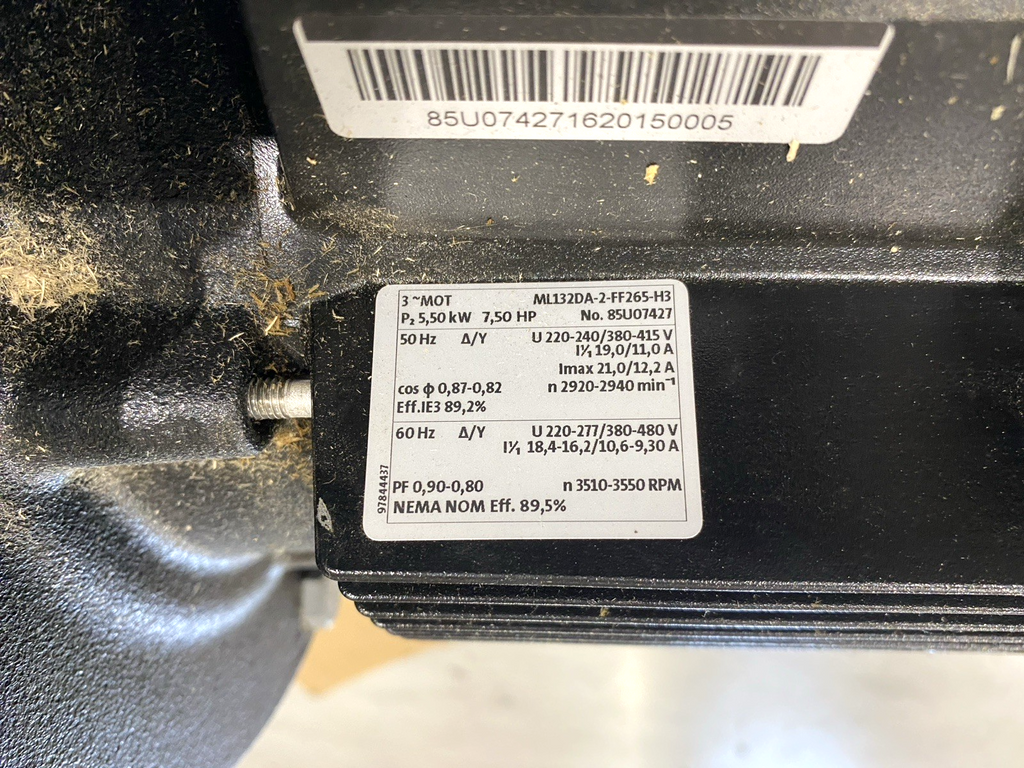 85U074271620150005
3 ~MOT ML132DA-2-FF265-H3
P₂ 5,50 kW 7,50 HP No. 85U07427
50 Hz Δ/Y U 220-240/380-415 V
I¹/₁ 19,0/11,0 A
Imax 21,0/12,2 A
cos φ 0,87-0,82 n 2920-2940 min⁻¹
Eff.IE3 89,2%
60 Hz Δ/Y U 220-277/380-480 V
I¹/₁ 18,4-16,2/10,6-9,30 A
PF 0,90-0,80 n 3510-3550 RPM
NEMA NOM Eff. 89,5%
97844437